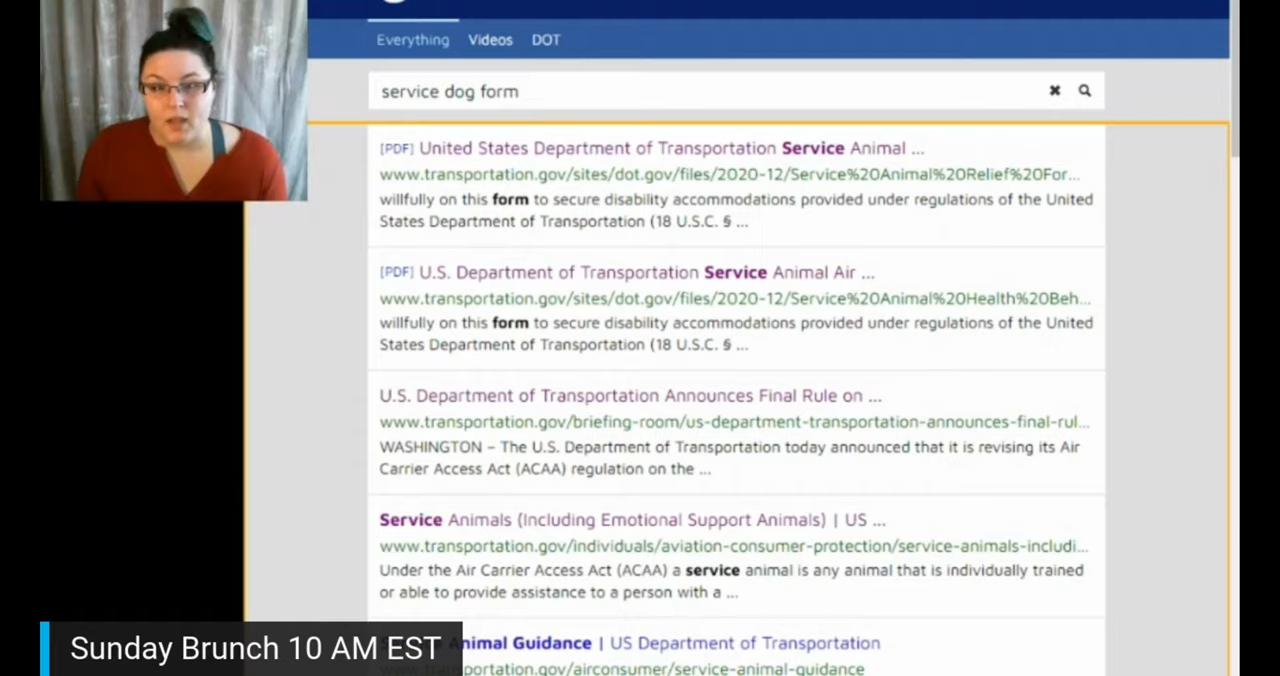 Everything Videos DOT
service dog form
[PDF] United States Department of Transportation Service Animal ...
www.transportation.gov/sites/dot.gov/files/2020-12/Service%20Animal%20Relief%20For...
willfully on this form to secure disability accommodations provided under regulations of the United
States Department of Transportation (18 U.S.C. § ...
[PDF] U.S. Department of Transportation Service Animal Air ...
www.transportation.gov/sites/dot.gov/files/2020-12/Service%20Animal%20Health%20Beh...
willfully on this form to secure disability accommodations provided under regulations of the United
States Department of Transportation (18 U.S.C. § ...
U.S. Department of Transportation Announces Final Rule on ...
www.transportation.gov/briefing-room/us-department-transportation-announces-final-rul...
WASHINGTON – The U.S. Department of Transportation today announced that it is revising its Air
Carrier Access Act (ACAA) regulation on the ...
Service Animals (Including Emotional Support Animals) | US ...
www.transportation.gov/individuals/aviation-consumer-protection/service-animals-includi...
Under the Air Carrier Access Act (ACAA) a service animal is any animal that is individually trained
or able to provide assistance to a person with a ...
Animal Guidance | US Department of Transportation
www.transportation.gov/airconsumer/service-animal-guidance
Sunday Brunch 10 AM EST